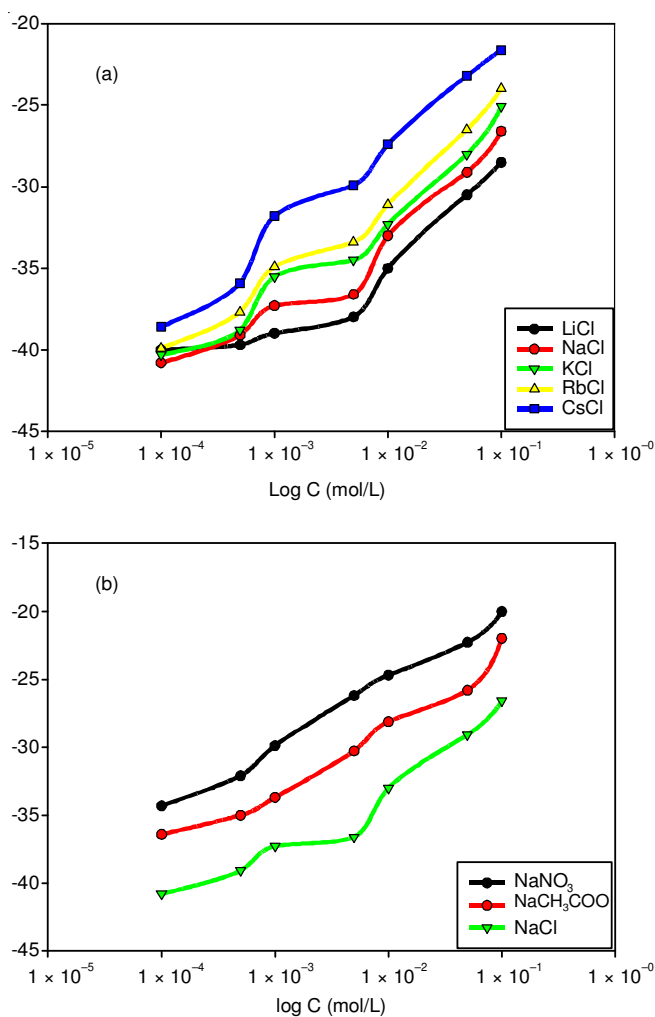 -20
(a)
-25
-30
-35
-40
-45
LiCl
NaCl
KCl
RbCl
CsCl
1 × 10⁻⁵ 1 × 10⁻⁴ 1 × 10⁻³ 1 × 10⁻² 1 × 10⁻¹ 1 × 10⁻⁰
Log C (mol/L)
-15
(b)
-20
-25
-30
-35
-40
-45
NaNO₃
NaCH₃COO
NaCl
1 × 10⁻⁵ 1 × 10⁻⁴ 1 × 10⁻³ 1 × 10⁻² 1 × 10⁻¹ 1 × 10⁻⁰
log C (mol/L)